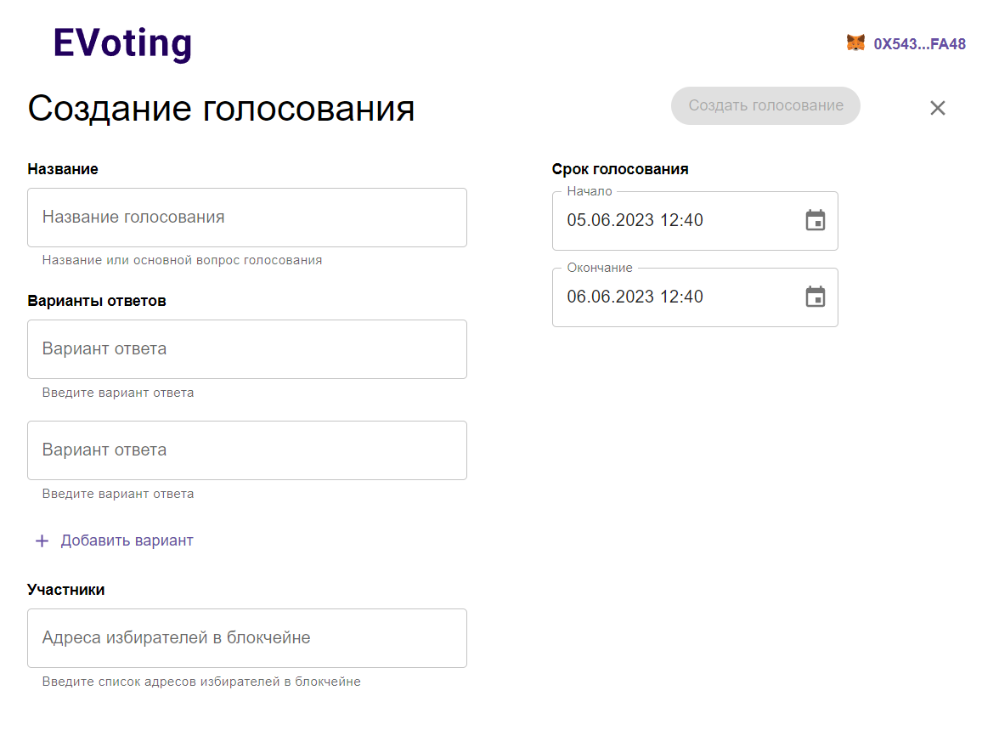 EVoting
0X543...FA48
Создание голосования
Создать голосование
Название
Название голосования
Название или основной вопрос голосования
Варианты ответов
Вариант ответа
Введите вариант ответа
Вариант ответа
Введите вариант ответа
Добавить вариант
Участники
Адреса избирателей в блокчейне
Введите список адресов избирателей в блокчейне
Срок голосования
Начало
05.06.2023 12:40
Окончание
06.06.2023 12:40